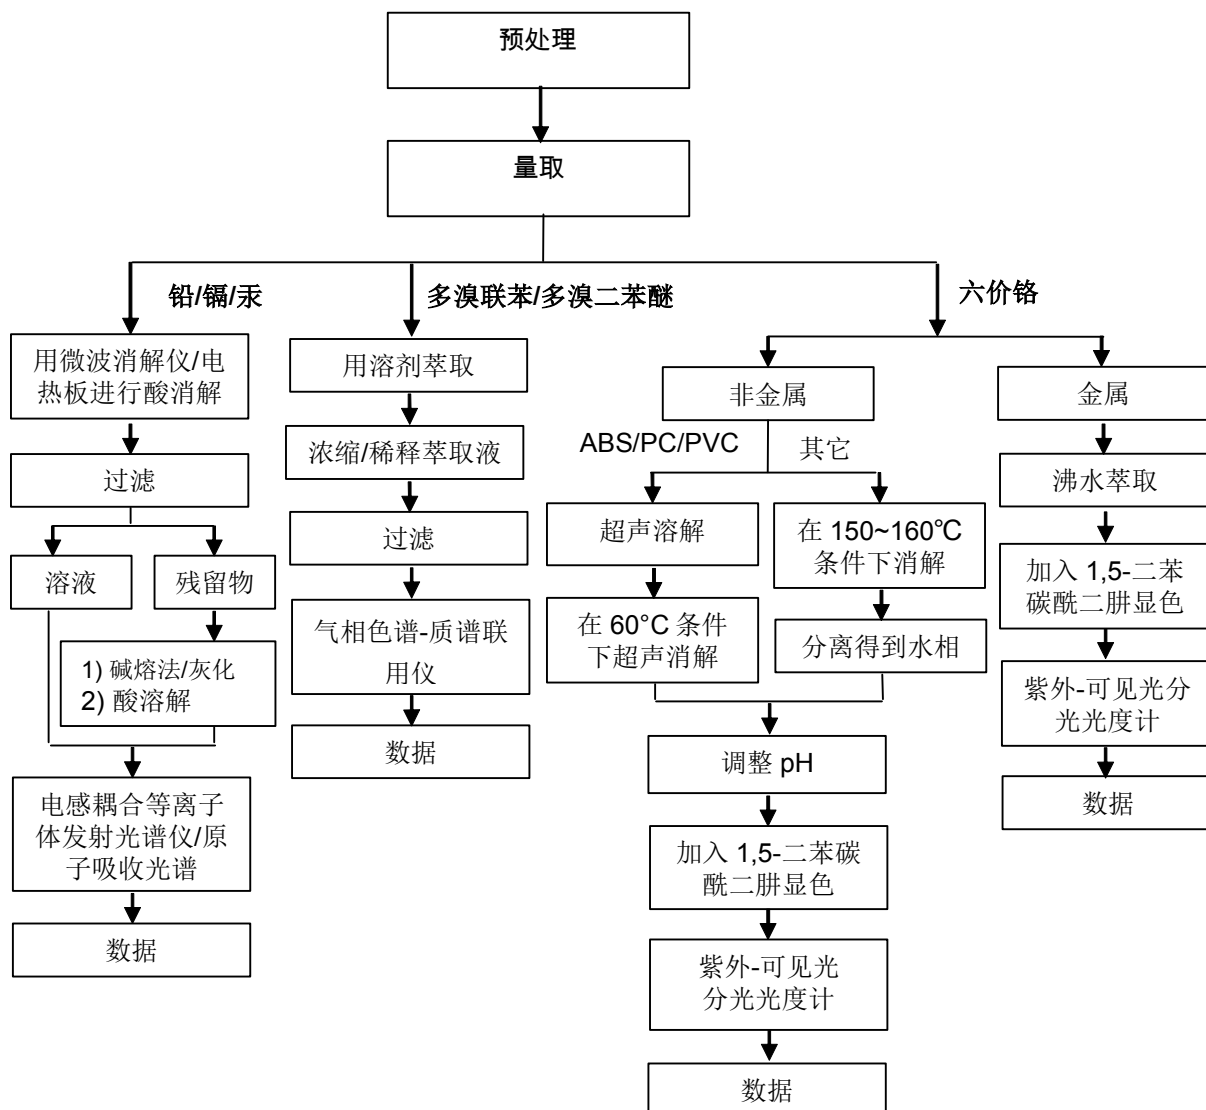 预处理
量取
铅/镉/汞
用微波消解仪/电
热板进行酸消解
过滤
溶液
残留物
1) 碱熔法/灰化
2) 酸溶解
电感耦合等离子
体发射光谱仪/原
子吸收光谱
数据
多溴联苯/多溴二苯醚
用溶剂萃取
浓缩/稀释萃取液
过滤
气相色谱-质谱联
用仪
数据
六价铬
非金属
ABS/PC/PVC
其它
超声溶解
在 60°C 条件
下超声消解
在 150~160℃
条件下消解
分离得到水相
调整 pH
加入 1,5-二苯碳
酰二肼显色
紫外-可见光
分光光度计
数据
金属
沸水萃取
加入 1,5-二苯
碳酰二肼显色
紫外-可见光分
光光度计
数据